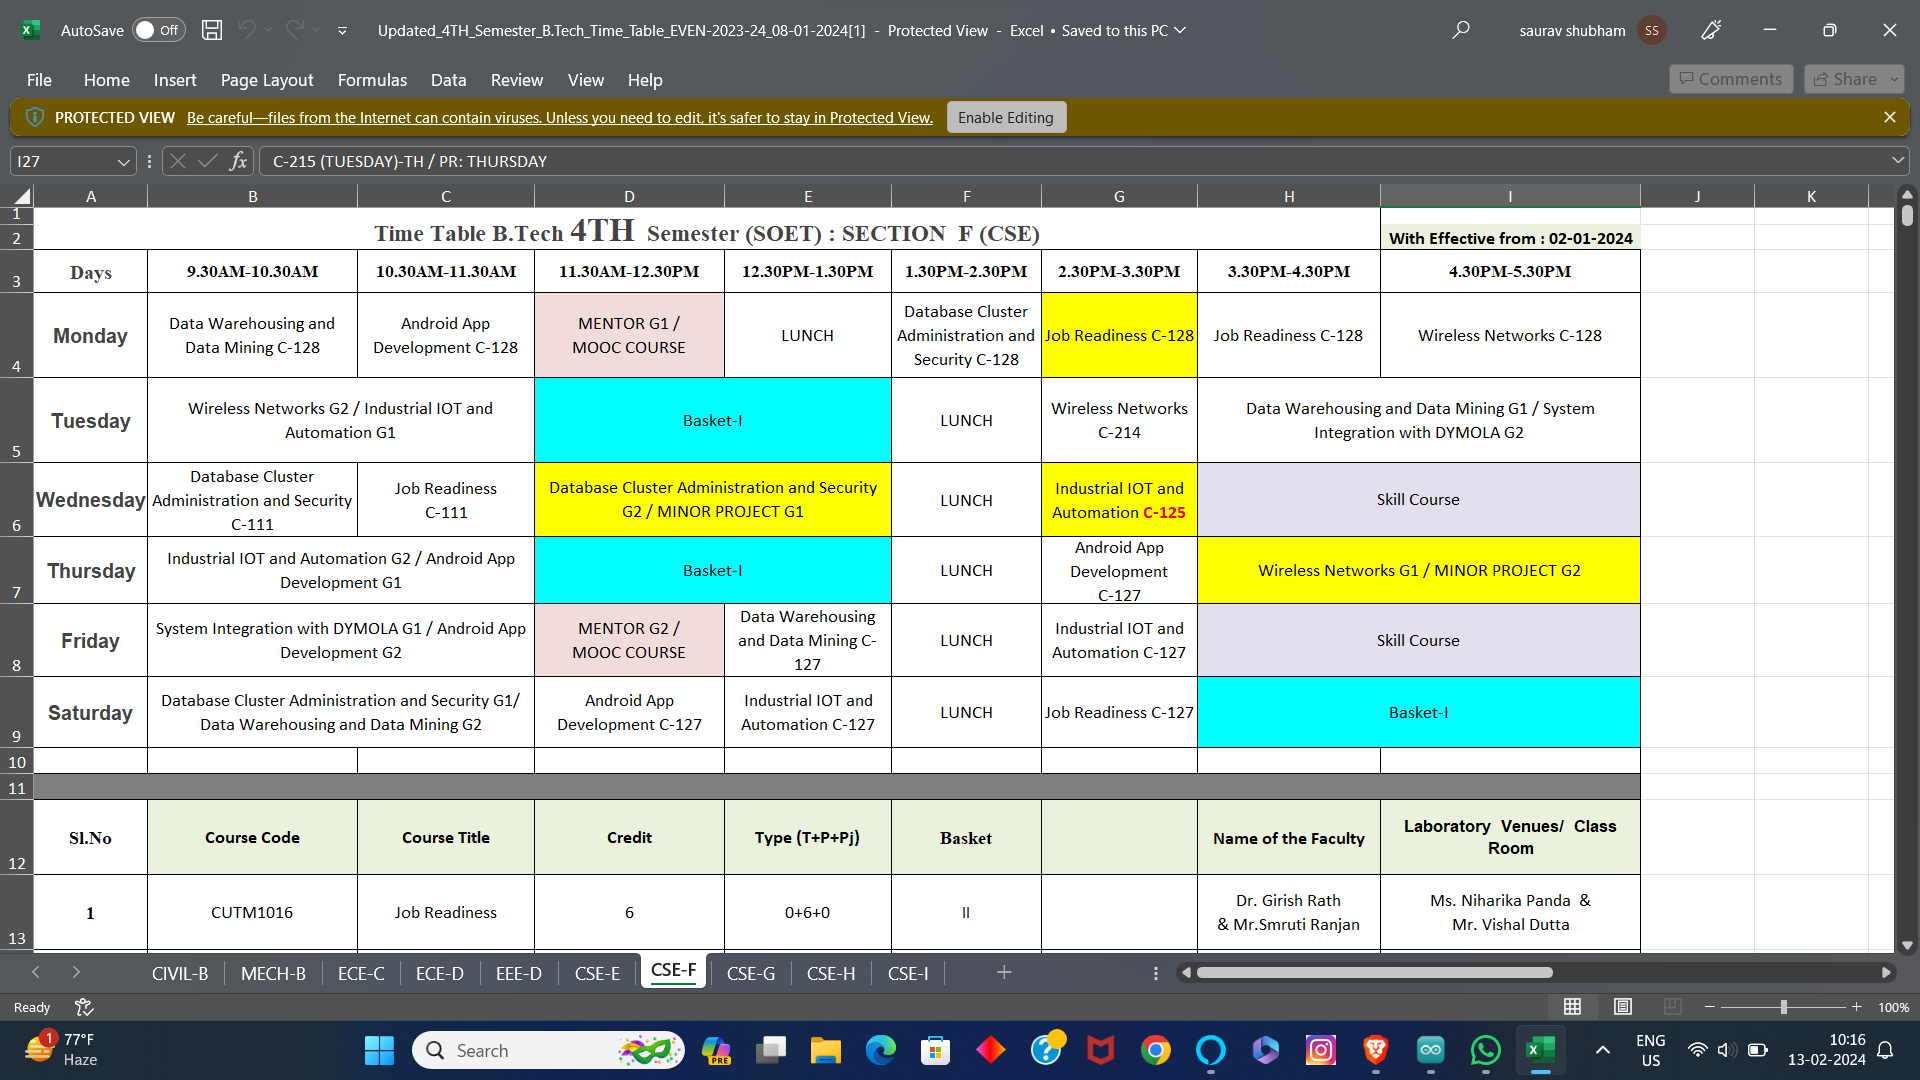 AutoSave Off Updated_4TH_Semester_B.Tech_Time_Table_EVEN-2023-24_08-01-2024[1] - Protected View - Excel • Saved to this PC saurav shubham SS
File Home Insert Page Layout Formulas Data Review View Help Comments Share
PROTECTED VIEW Be careful—files from the Internet can contain viruses. Unless you need to edit, it's safer to stay in Protected View. Enable Editing
I27 fx C-215 (TUESDAY)-TH / PR: THURSDAY
A B C D E F G H I J K
1
2 Time Table B.Tech 4TH Semester (SOET) : SECTION F (CSE) With Effective from : 02-01-2024
3 Days 9.30AM-10.30AM 10.30AM-11.30AM 11.30AM-12.30PM 12.30PM-1.30PM 1.30PM-2.30PM 2.30PM-3.30PM 3.30PM-4.30PM 4.30PM-5.30PM
4 Monday
Data Warehousing and
Data Mining C-128
Android App
Development C-128
MENTOR G1 /
MOOC COURSE
LUNCH
Database Cluster
Administration and
Security C-128
Job Readiness C-128
Job Readiness C-128
Wireless Networks C-128
5 Tuesday
Wireless Networks G2 / Industrial IOT and
Automation G1
Basket-I
LUNCH
Wireless Networks
C-214
Data Warehousing and Data Mining G1 / System
Integration with DYMOLA G2
6 Wednesday
Database Cluster
Administration and Security
C-111
Job Readiness
C-111
Database Cluster Administration and Security
G2 / MINOR PROJECT G1
LUNCH
Industrial IOT and
Automation C-125
Skill Course
7 Thursday
Industrial IOT and Automation G2 / Android App
Development G1
Basket-I
LUNCH
Android App
Development
C-127
Wireless Networks G1 / MINOR PROJECT G2
8 Friday
System Integration with DYMOLA G1 / Android App
Development G2
MENTOR G2 /
MOOC COURSE
Data Warehousing
and Data Mining C-
127
LUNCH
Industrial IOT and
Automation C-127
Skill Course
9 Saturday
Database Cluster Administration and Security G1/
Data Warehousing and Data Mining G2
Android App
Development C-127
Industrial IOT and
Automation C-127
LUNCH
Job Readiness C-127
Basket-I
10
11
12 Sl.No Course Code Course Title Credit Type (T+P+Pj) Basket Name of the Faculty
Laboratory Venues/ Class
Room
13 1 CUTM1016 Job Readiness 6 0+6+0 II
Dr. Girish Rath
& Mr.Smruti Ranjan
Ms. Niharika Panda &
Mr. Vishal Dutta
CIVIL-B MECH-B ECE-C ECE-D EEE-D CSE-E CSE-F CSE-G CSE-H CSE-I
Ready 100%
1 77°F
Haze
Search
PRE
ENG
US
10:16
13-02-2024